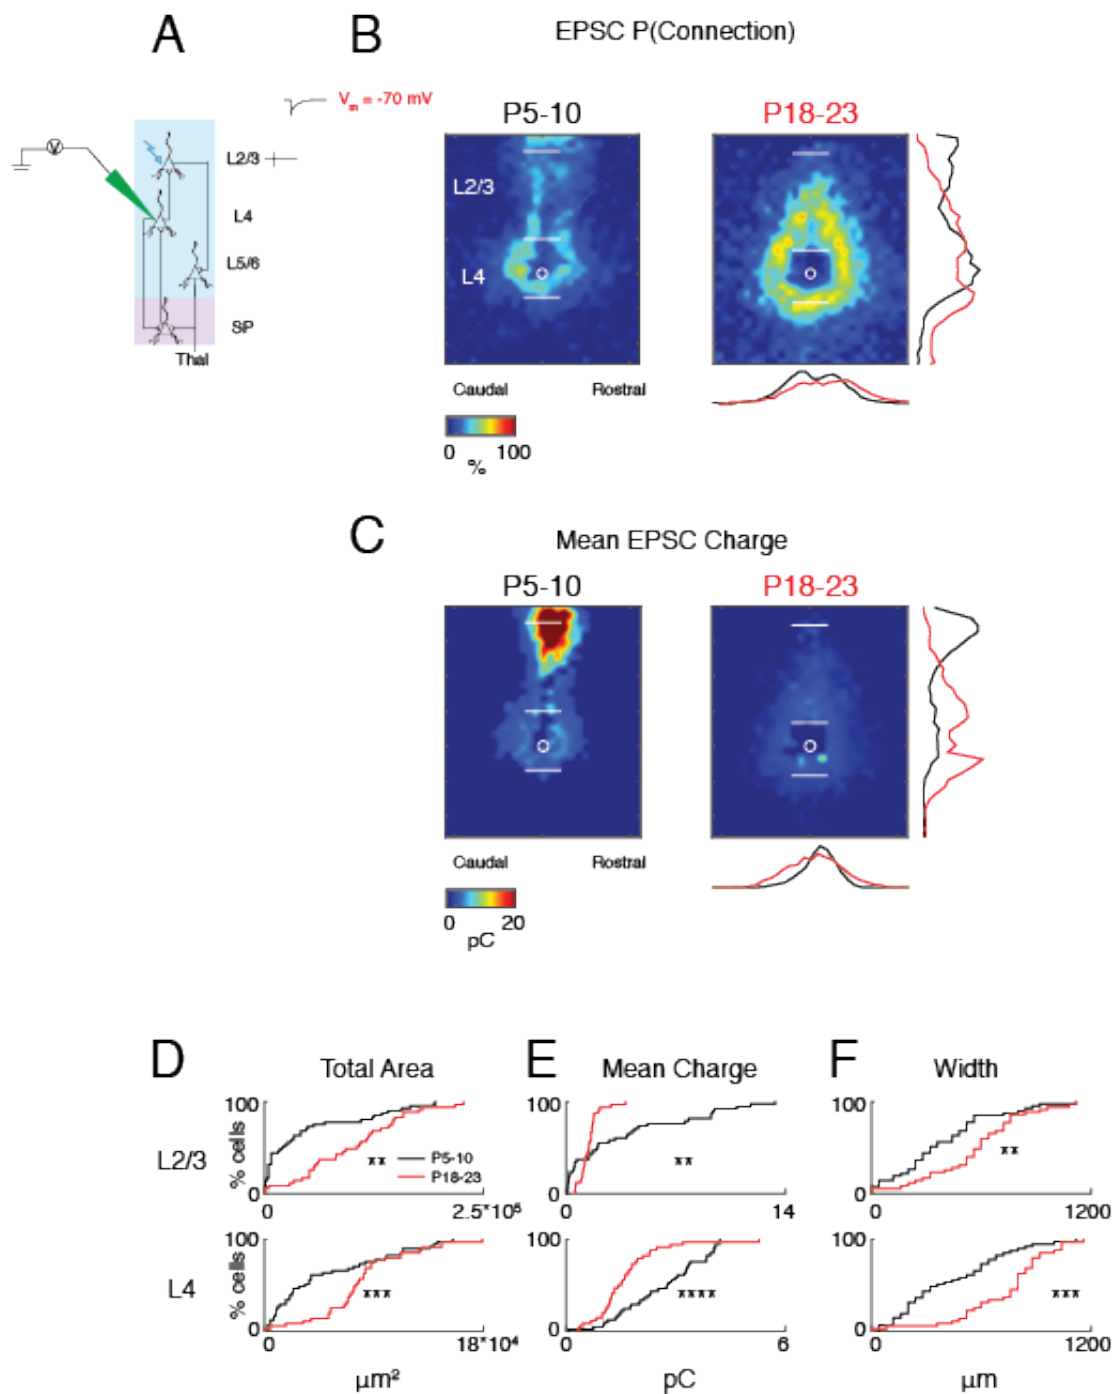 A
B
EPSC P(Connection)
Vm = -70 mV
P5-10
P18-23
V
L2/3
L4
L5/6
SP
Thal
L2/3
L4
Caudal
Rostral
0
100
%
C
Mean EPSC Charge
P5-10
P18-23
Caudal
Rostral
0
20
pC
D
Total Area
E
Mean Charge
F
Width
L2/3
% cells
100
0
**
P5-10
P18-23
0
2.5*10⁵
100
0
**
0
14
100
0
**
0
1200
L4
% cells
100
0
***
0
18*10⁴
100
0
****
0
6
100
0
***
0
1200
µm²
pC
µm